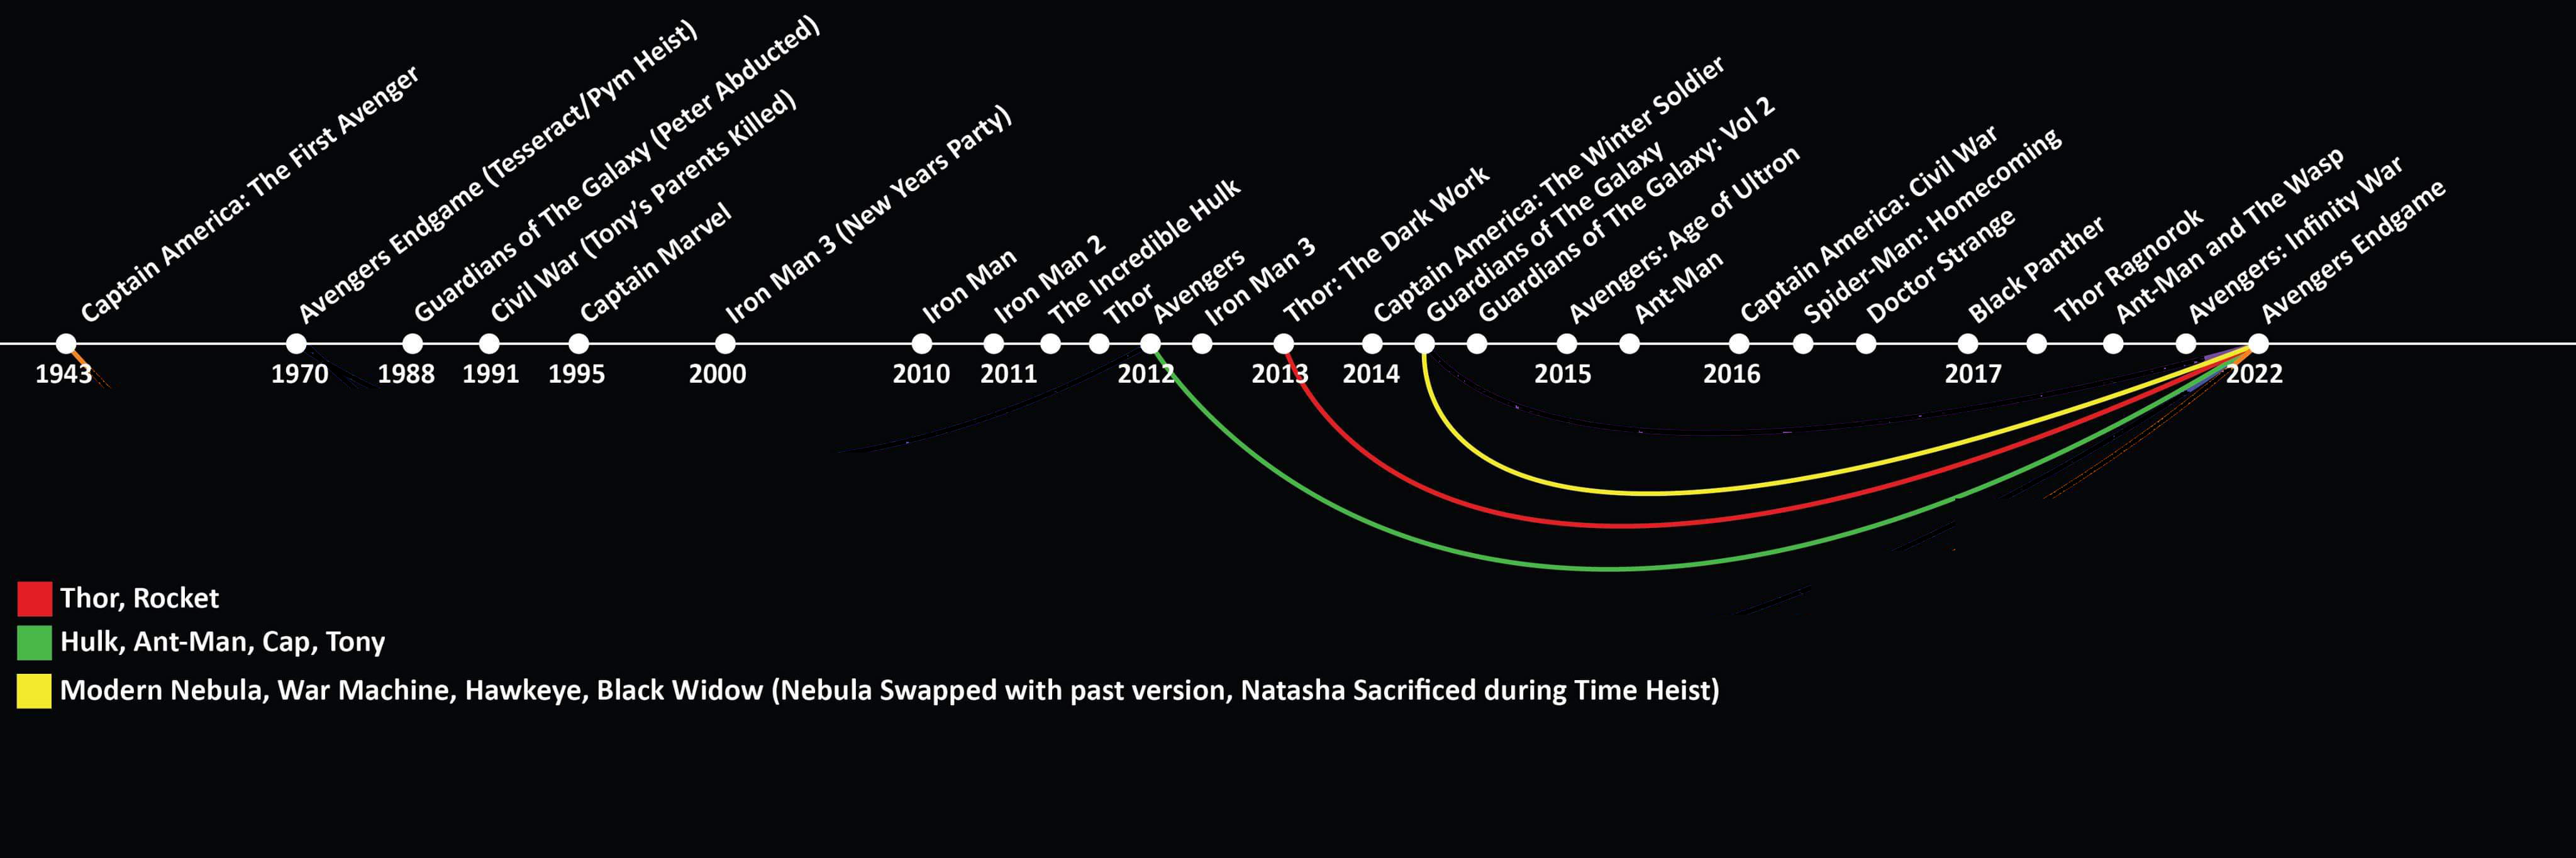 Captain America: The First Avenger
Avengers Endgame (Tesseract/Pym Heist)
Guardians of The Galaxy (Peter Abducted)
Civil War (Tony's Parents Killed)
Captain Marvel
Iron Man 3 (New Years Party)
Iron Man
Iron Man 2
The Incredible Hulk
Thor
Avengers
Iron Man 3
Thor: The Dark Work
Captain America: The Winter Soldier
Guardians of The Galaxy
Guardians of The Galaxy: Vol 2
Avengers: Age of Ultron
Ant-Man
Captain America: Civil War
Spider-Man: Homecoming
Doctor Strange
Black Panther
Thor Ragnorok
Ant-Man and The Wasp
Avengers: Infinity War
Avengers Endgame
1943
1970
1988
1991
1995
2000
2010
2011
2012
2013
2014
2015
2016
2017
2022
Thor, Rocket
Hulk, Ant-Man, Cap, Tony
Modern Nebula, War Machine, Hawkeye, Black Widow (Nebula Swapped with past version, Natasha Sacrificed during Time Heist)